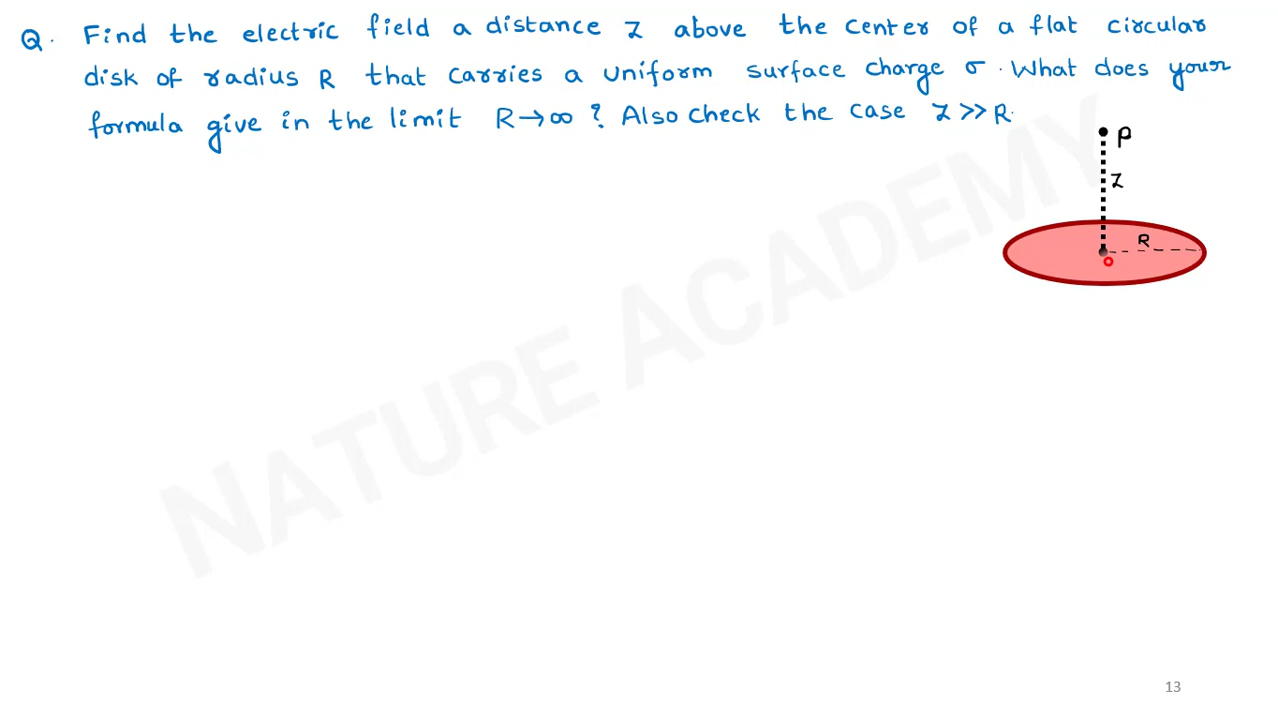 Q. Find the electric field a distance z above the center of a flat circular
disk of radius R that carries a uniform surface charge σ. What does your
formula give in the limit R→∞ ? Also check the case z >> R.
P
z
R
O
NATURE ACADEMY
13